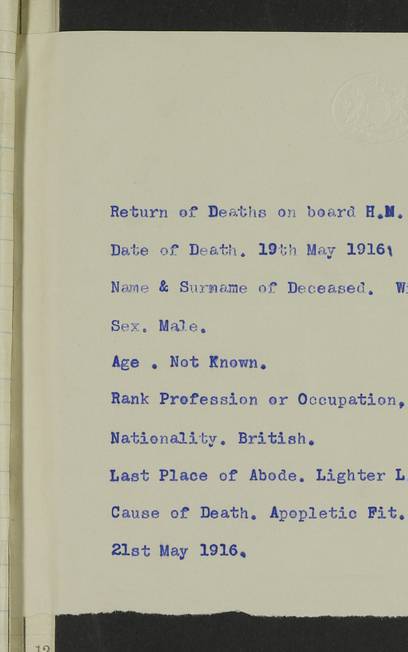 Return of Deaths on board H.M.
Date of Death. 19th May 1916.
Name & Surname of Deceased. W
Sex. Male.
Age . Not Known.
Rank Profession or Occupation,
Nationality. British.
Last Place of Abode. Lighter L
Cause of Death. Apopletic Fit.
21st May 1916.
12